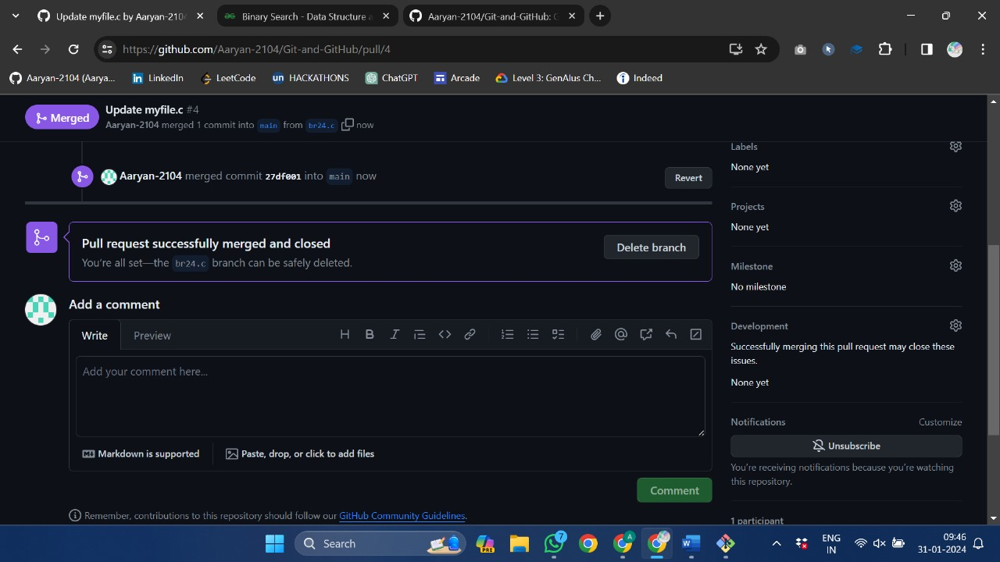 Update myfile.c by Aaryan-210
Binary Search - Data Structure a
Aaryan-2104/Git-and-GitHub: G
https://github.com/Aaryan-2104/Git-and-GitHub/pull/4
Aaryan-2104 (Aarya...
LinkedIn
LeetCode
HACKATHONS
ChatGPT
Arcade
Level 3: GenAIus Ch...
Indeed
Merged
Update myfile.c #4
Aaryan-2104 merged 1 commit into main from br24.c now
Aaryan-2104 merged commit 27df001 into main now
Revert
Pull request successfully merged and closed
You're all set—the br24.c branch can be safely deleted.
Delete branch
Add a comment
Write
Preview
Add your comment here...
Markdown is supported
Paste, drop, or click to add files
Comment
Remember, contributions to this repository should follow our GitHub Community Guidelines.
Labels
None yet
Projects
None yet
Milestone
No milestone
Development
Successfully merging this pull request may close these
issues.
None yet
Notifications
Customize
Unsubscribe
You're receiving notifications because you're watching
this repository.
1 participant
Search
PRE
7
A
ENG
IN
09:46
31-01-2024